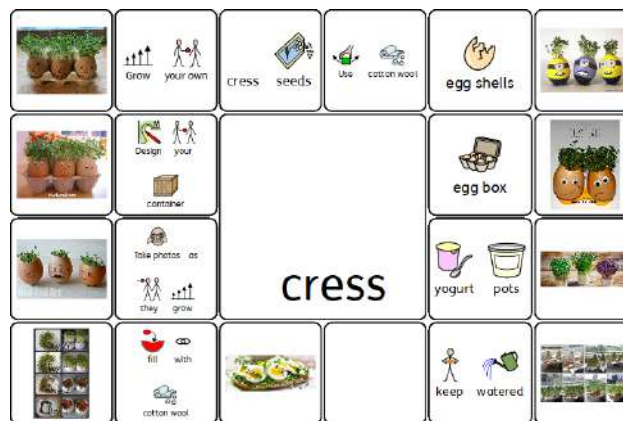 Grow your own
cress seeds
Use cotton wool
egg shells
Design your
container
egg box
Take photos as
they grow
cress
yogurt pots
fill with
cotton wool
keep watered